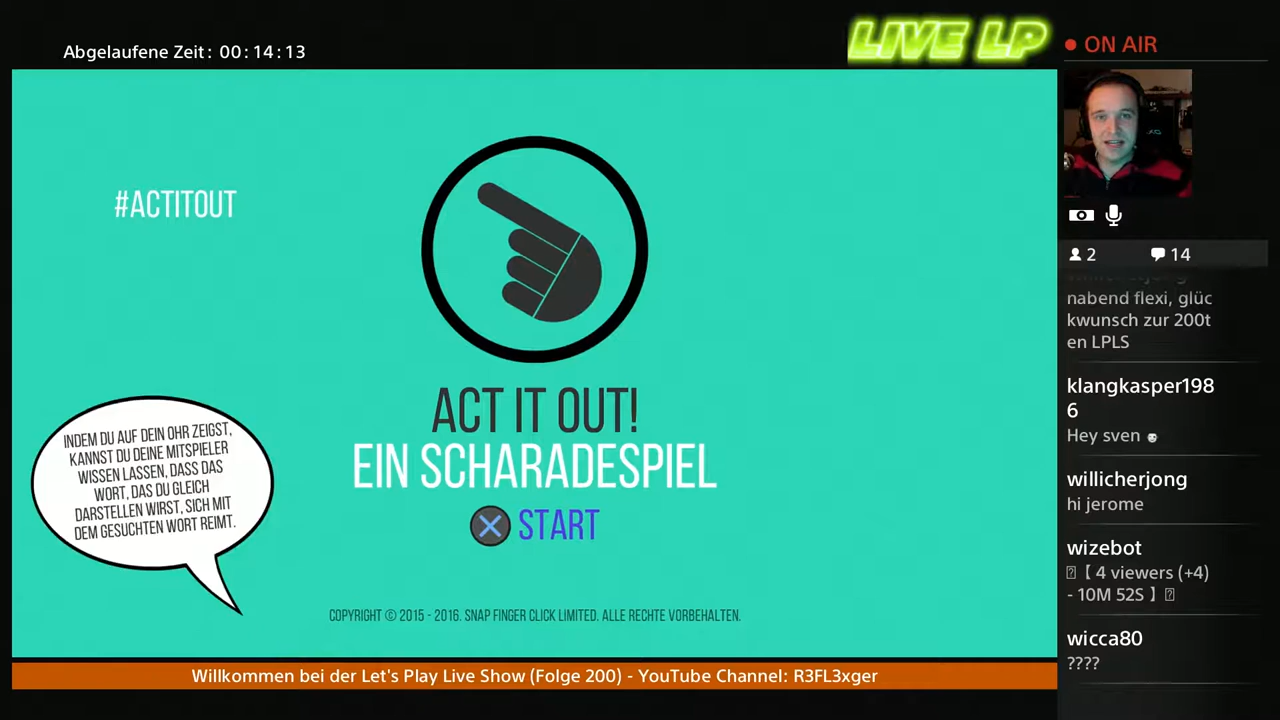 Abgelaufene Zeit: 00:14:13
LIVE LP
ON AIR
#ACTITOUT
ACT IT OUT!
EIN SCHARADESPIEL
START
INDEM DU AUF DEIN OHR ZEIGST,
KANNST DU DEINE MITSPIELER
WISSEN LASSEN, DASS DAS
WORT, DAS DU GLEICH
DARSTELLEN WIRST, SICH MIT
DEM GESUCHTEN WORT REIMT.
COPYRIGHT © 2015 - 2016. SNAP FINGER CLICK LIMITED. ALLE RECHTE VORBEHALTEN.
Willkommen bei der Let's Play Live Show (Folge 200) - YouTube Channel: R3FL3xger
2 14
nabend flexi, glüc
kwunsch zur 200t
en LPLS
klangkasper198
6
Hey sven
willicherjong
hi jerome
wizebot
【 4 viewers (+4)
- 10M 52S 】
wicca80
????